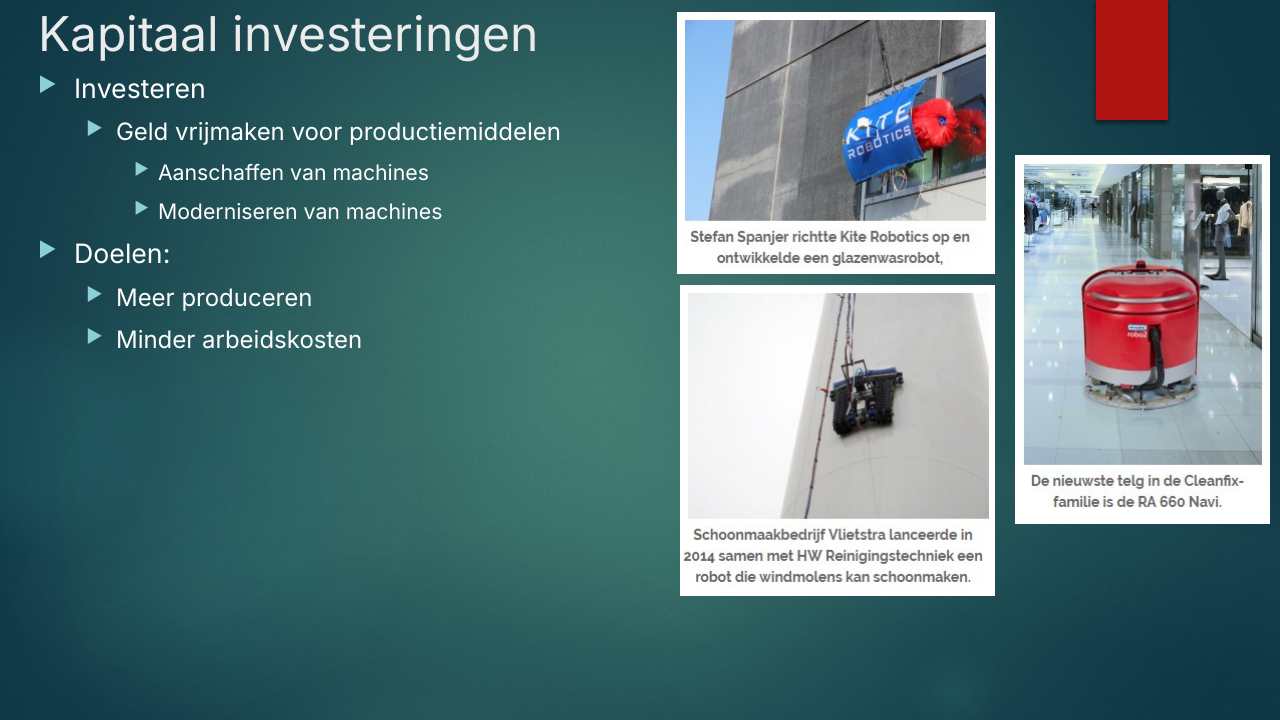 Kapitaal investeringen
Investeren
Geld vrijmaken voor productiemiddelen
Aanschaffen van machines
Moderniseren van machines
Doelen:
Meer produceren
Minder arbeidskosten
KITE
ROBOTICS
Stefan Spanjer richtte Kite Robotics op en
ontwikkelde een glazenwasrobot,
Schoonmaakbedrijf Vlietstra lanceerde in
2014 samen met HW Reinigingstechniek een
robot die windmolens kan schoonmaken.
De nieuwste telg in de Cleanfix-
familie is de RA 660 Navi.